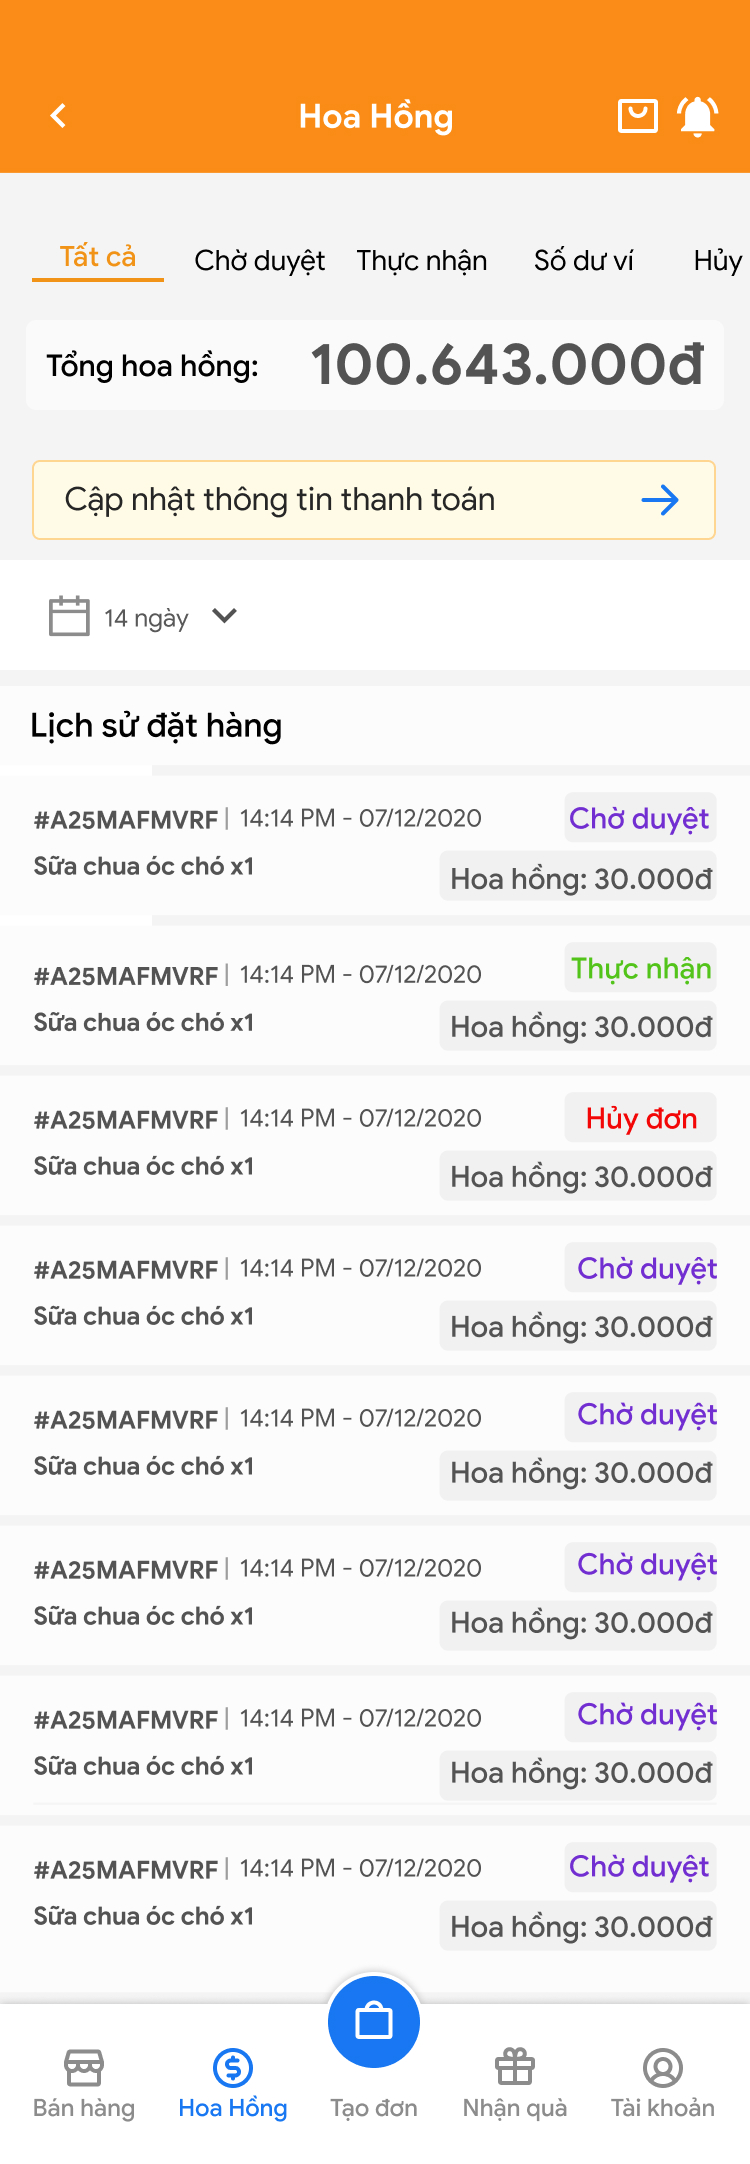 Hoa Hồng
Tất cả Chờ duyệt Thực nhận Số dư ví Hủy
Tổng hoa hồng: 100.643.000đ
Cập nhật thông tin thanh toán
14 ngày
Lịch sử đặt hàng
#A25MAFMVRF | 14:14 PM - 07/12/2020 Chờ duyệt
Sữa chua óc chó x1 Hoa hồng: 30.000đ
#A25MAFMVRF | 14:14 PM - 07/12/2020 Thực nhận
Sữa chua óc chó x1 Hoa hồng: 30.000đ
#A25MAFMVRF | 14:14 PM - 07/12/2020 Hủy đơn
Sữa chua óc chó x1 Hoa hồng: 30.000đ
#A25MAFMVRF | 14:14 PM - 07/12/2020 Chờ duyệt
Sữa chua óc chó x1 Hoa hồng: 30.000đ
#A25MAFMVRF | 14:14 PM - 07/12/2020 Chờ duyệt
Sữa chua óc chó x1 Hoa hồng: 30.000đ
#A25MAFMVRF | 14:14 PM - 07/12/2020 Chờ duyệt
Sữa chua óc chó x1 Hoa hồng: 30.000đ
#A25MAFMVRF | 14:14 PM - 07/12/2020 Chờ duyệt
Sữa chua óc chó x1 Hoa hồng: 30.000đ
#A25MAFMVRF | 14:14 PM - 07/12/2020 Chờ duyệt
Sữa chua óc chó x1 Hoa hồng: 30.000đ
Bán hàng Hoa Hồng Tạo đơn Nhận quà Tài khoản